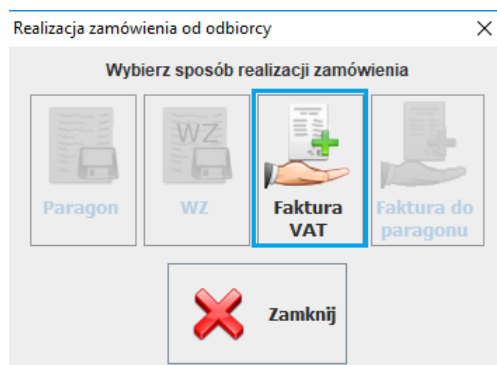 Realizacja zamówienia od odbiorcy
Wybierz sposób realizacji zamówienia
WZ
Paragon
WZ
Faktura
VAT
Faktura do
paragonu
Zamknij